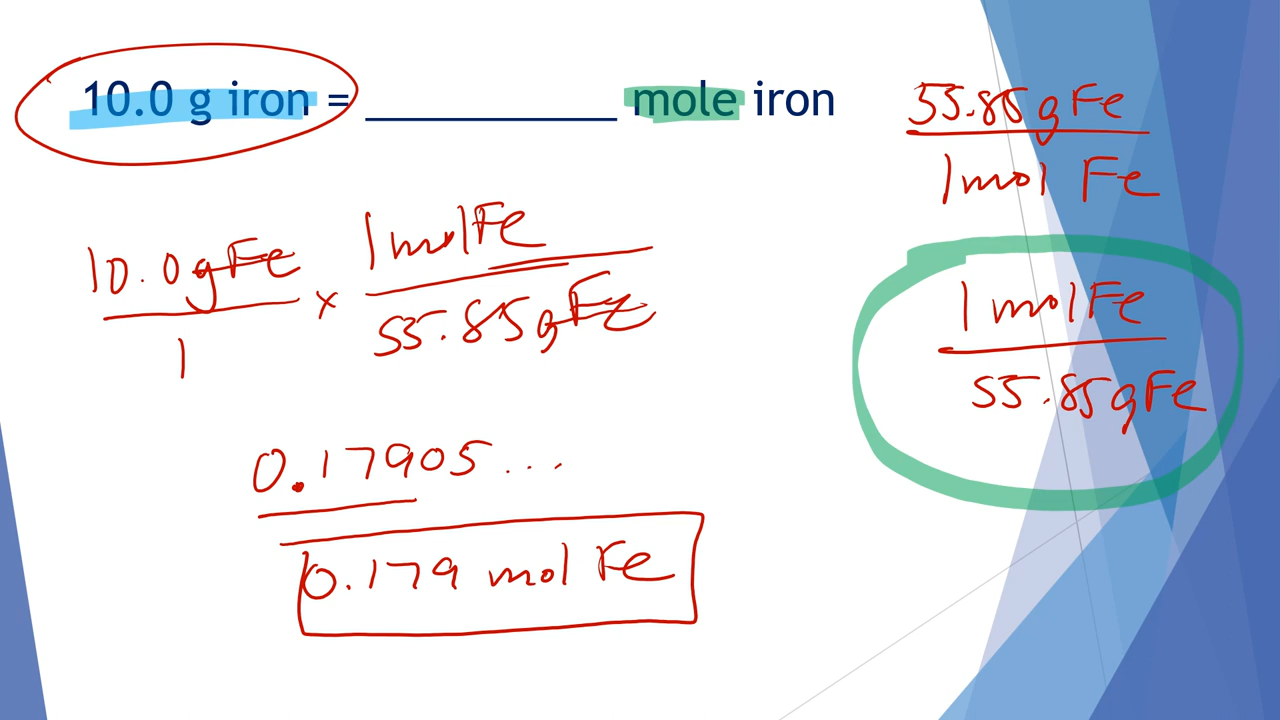 10.0 g iron = ____________ mole iron
55.85 g Fe
1 mol Fe
10.0 g Fe × 1 mol Fe
1 55.85 g Fe
1 mol Fe
55.85 g Fe
0.17905...
0.179 mol Fe